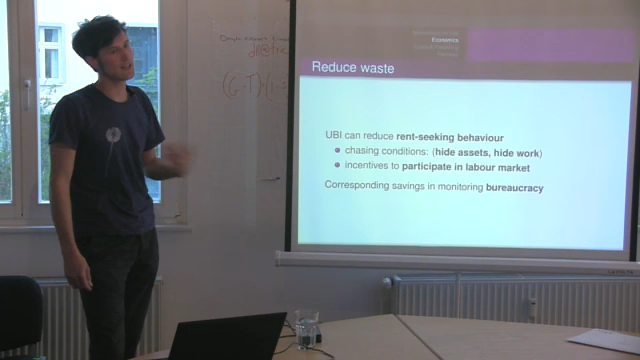 Economics
Reduce waste
UBI can reduce rent-seeking behaviour
chasing conditions: (hide assets, hide work)
incentives to participate in labour market
Corresponding savings in monitoring bureaucracy